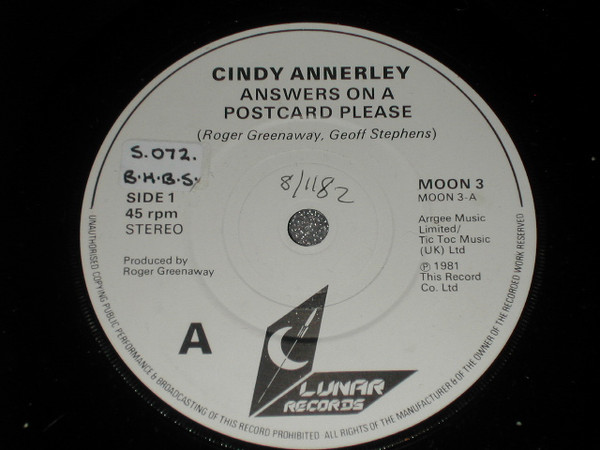 CINDY ANNERLEY
ANSWERS ON A
POSTCARD PLEASE
(Roger Greenaway, Geoff Stephens)
S.072.
B.H.B.S.
8/1182
SIDE 1
45 rpm
STEREO
MOON 3
MOON 3-A
Arrgee Music
Limited/
Tic Toc Music
(UK) Ltd
℗ 1981
This Record
Co. Ltd
Produced by
Roger Greenaway
A
LUNAR
RECORDS
UNAUTHORISED COPYING PUBLIC PERFORMANCE & BROADCASTING OF THIS RECORD PROHIBITED. ALL RIGHTS OF THE MANUFACTURER & OF THE OWNER OF THE RECORDED WORK RESERVED